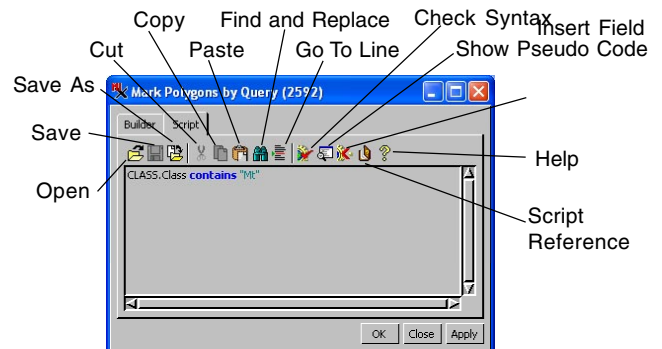 Copy
Find and Replace
Check Syntax
Insert Field
Cut
Paste
Go To Line
Show Pseudo Code
Save As
Mark Polygons by Query (2592)
Builder
Script
Save
Help
Open
CLASS.Class contains "Mt"
Script
Reference
OK
Close
Apply